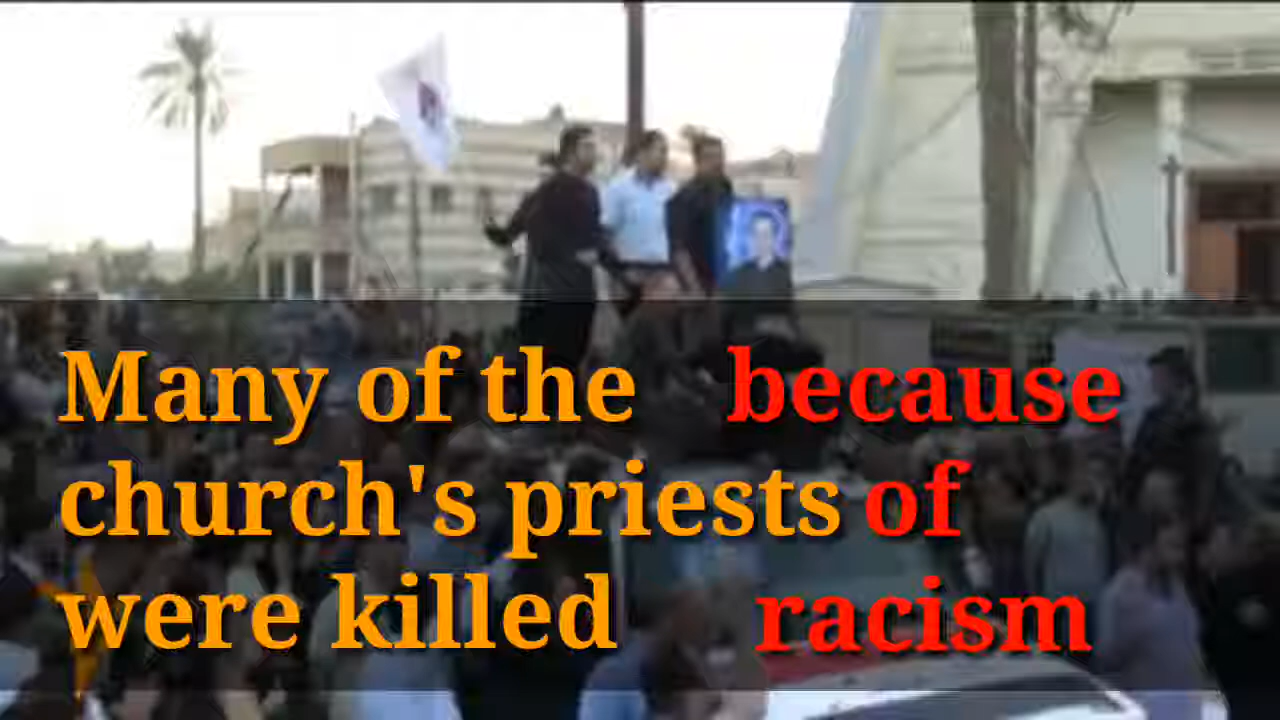 Many of the because
church's priests of
were killed racism